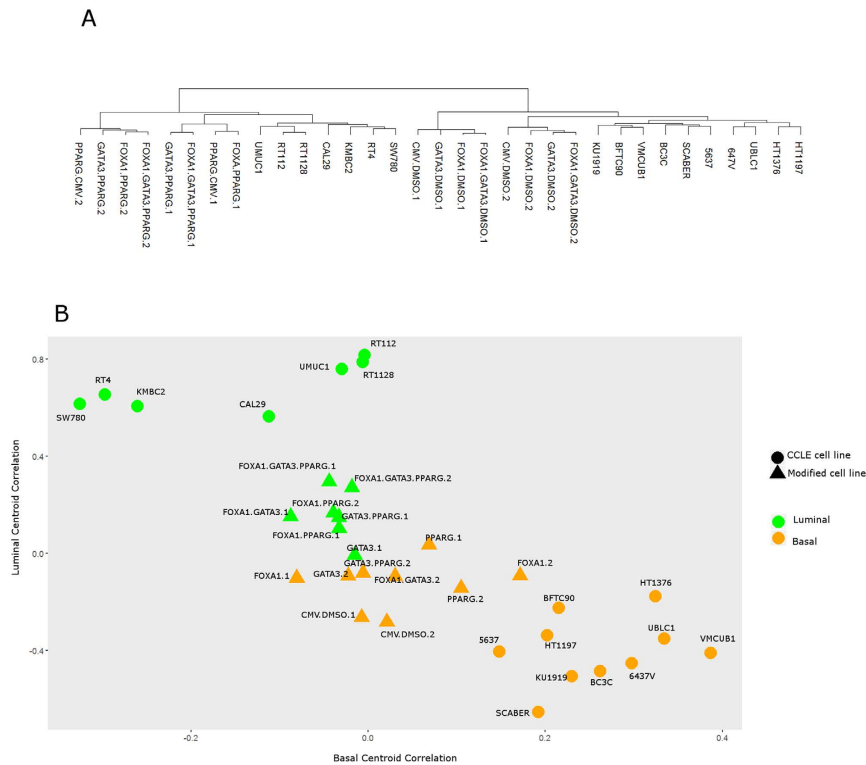 A
PPARG.CMV.2
GATA3.PPARG.2
FOXA1.PPARG.2
FOXA1.GATA3.PPARG.2
GATA3.PPARG.1
FOXA1.GATA3.PPARG.1
PPARG.CMV.1
FOXA.PPARG.1
UMUC1
RT112
RT1128
CAL29
KMBC2
RT4
SW780
CMV.DMSO.1
GATA3.DMSO.1
FOXA1.DMSO.1
FOXA1.GATA3.DMSO.1
CMV.DMSO.2
FOXA1.DMSO.2
GATA3.DMSO.2
FOXA1.GATA3.DMSO.2
KU1919
BFTC90
VMCUB1
BC3C
SCABER
5637
647V
UBLC1
HT1376
HT1197
B
Luminal Centroid Correlation
0.8
0.4
0.0
-0.4
RT112
UMUC1
RT1128
RT4
KMBC2
SW780
CAL29
FOXA1.GATA3.PPARG.1
FOXA1.GATA3.PPARG.2
FOXA1.PPARG.2
FOXA1.GATA3.1
GATA3.PPARG.1
FOXA1.PPARG.1
PPARG.1
GATA3.1
GATA3.PPARG.2
FOXA1.1
GATA3.2
FOXA1.GATA3.2
FOXA1.2
PPARG.2
HT1376
BFTC90
CMV.DMSO.1
CMV.DMSO.2
UBLC1
5637
HT1197
VMCUB1
KU1919
BC3C
6437V
SCABER
-0.2
0.0
0.2
0.4
Basal Centroid Correlation
CCLE cell line
Modified cell line
Luminal
Basal